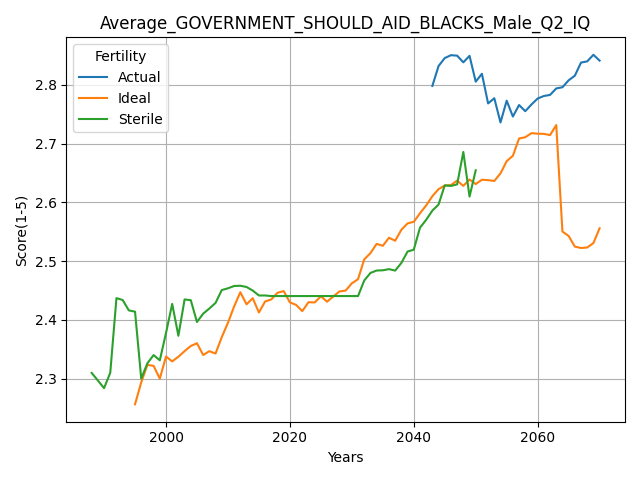 Average_GOVERNMENT_SHOULD_AID_BLACKS_Male_Q2_IQ
Fertility
Actual
Ideal
Sterile
Score(1-5)
2.8
2.7
2.6
2.5
2.4
2.3
2000
2020
2040
2060
Years